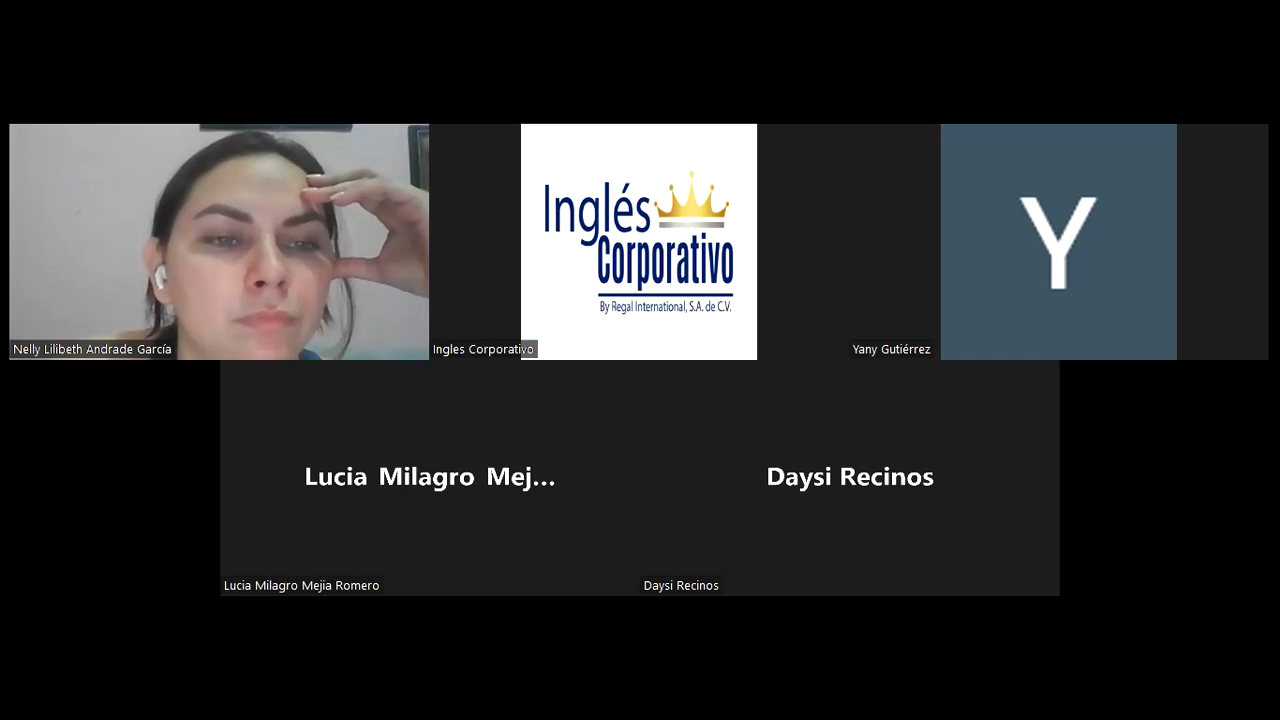 Inglés
Corporativo
By Regal International, S.A. de C.V.
Y
Nelly Lilibeth Andrade García
Ingles Corporativo
Yany Gutiérrez
Lucia Milagro Mej...
Daysi Recinos
Lucia Milagro Mejia Romero
Daysi Recinos